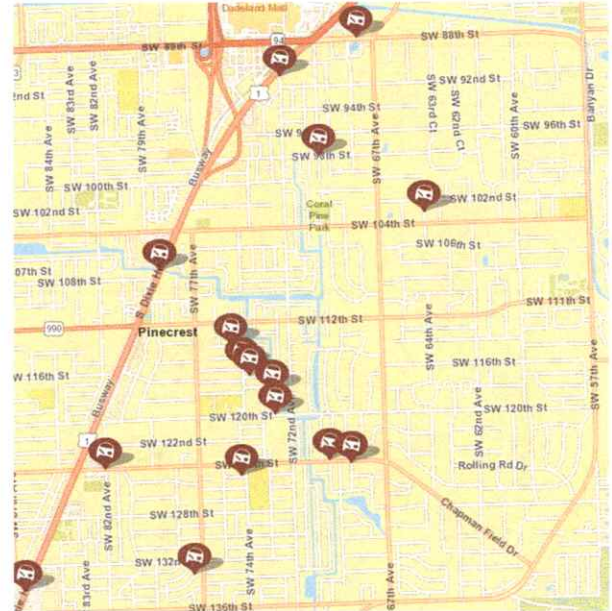 Dadeland Mall
SW 88th St
94
SW 88th St
1
SW 92nd St
SW 83rd Ave
SW 82nd Ave
SW 79th Ave
SW 84th Ave
SW 63rd Ct
SW 62nd Ct
SW 60th Ave
Banyan Dr
SW 94th St
SW 96th St
SW 98th St
SW 67th Ave
Busway
SW 100th St
SW 102nd St
SW 102nd St
Coral
Pine
Park
SW 104th St
SW 106th St
SW 77th Ave
S Dixie
07th St
SW 108th St
SW 111th St
SW 112th St
990
Pinecrest
SW 64th Ave
SW 116th St
SW 116th St
SW 57th Ave
Busway
SW 120th St
SW 120th St
SW 72nd
SW 62nd Ave
1
SW 122nd St
Rolling Rd Dr
SW 82nd Ave
SW 128th St
Chapman Field Dr
SW 74th Ave
83rd Ave
SW 136th St